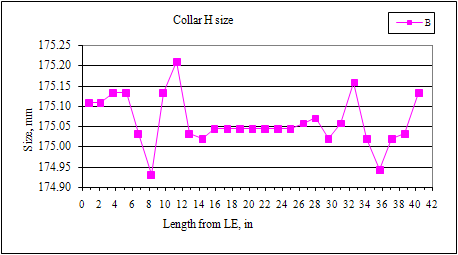 Collar H size
B
175.25
175.20
175.15
175.10
175.05
175.00
174.95
174.90
Size, mm
0 2 4 6 8 10 12 14 16 18 20 22 24 26 28 30 32 34 36 38 40 42
Length from LE, in